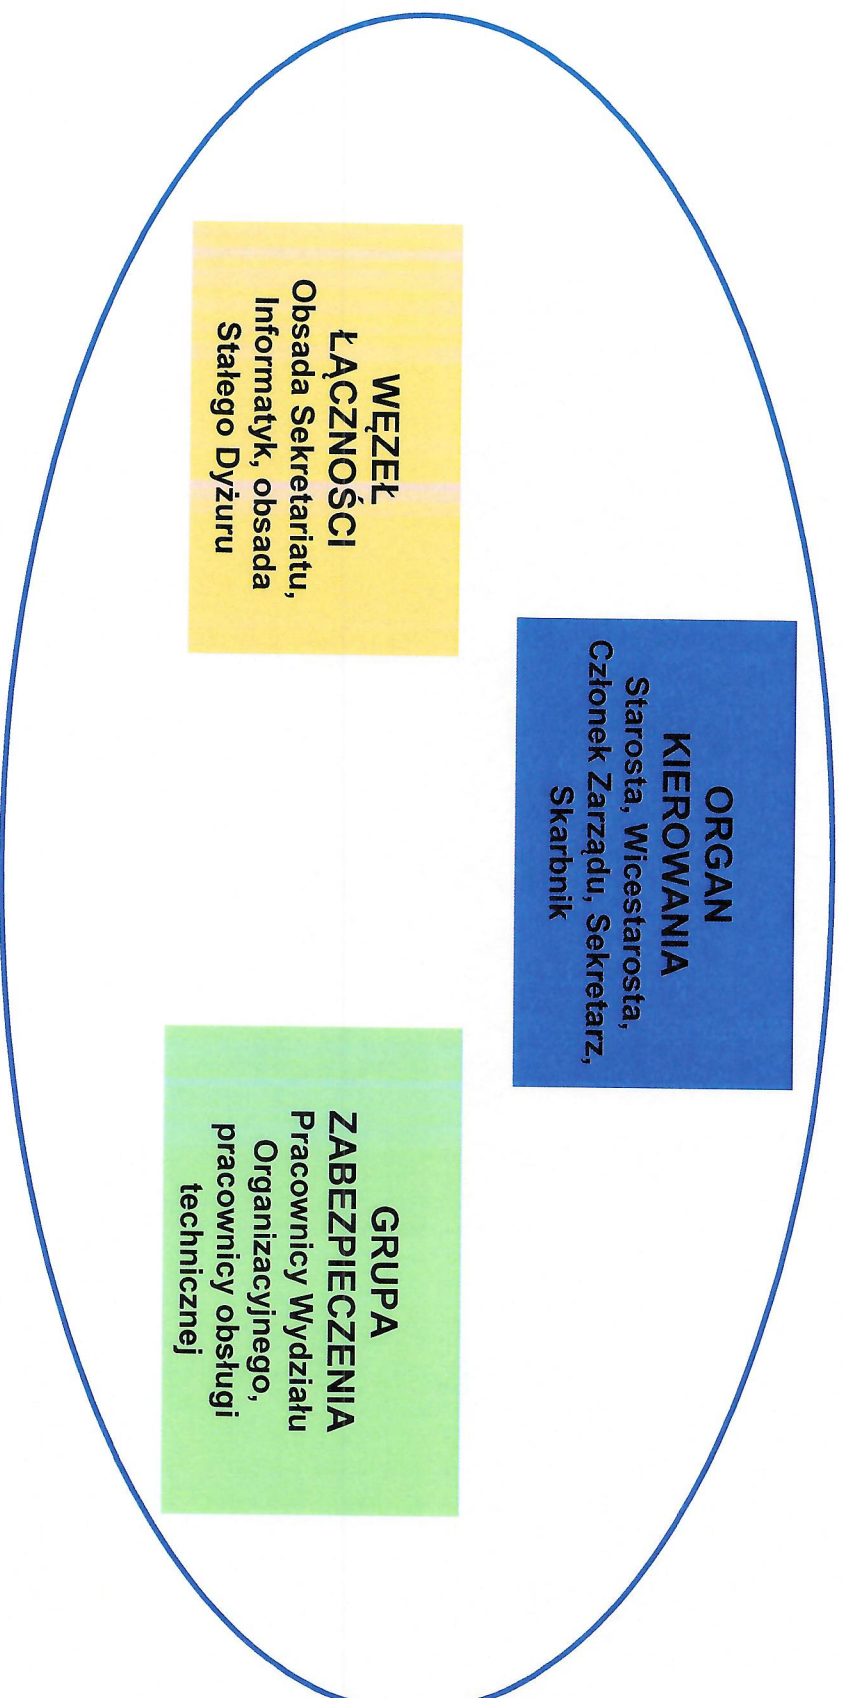 ORGAN
KIEROWANIA
Starosta, Wicestarosta,
Członek Zarządu, Sekretarz,
Skarbnik
WĘZEŁ
ŁĄCZNOŚCI
Obsada Sekretariatu,
Informatyk, obsada
Stałego Dyżuru
GRUPA
ZABEZPIECZENIA
Pracownicy Wydziału
Organizacyjnego,
pracownicy obsługi
technicznej